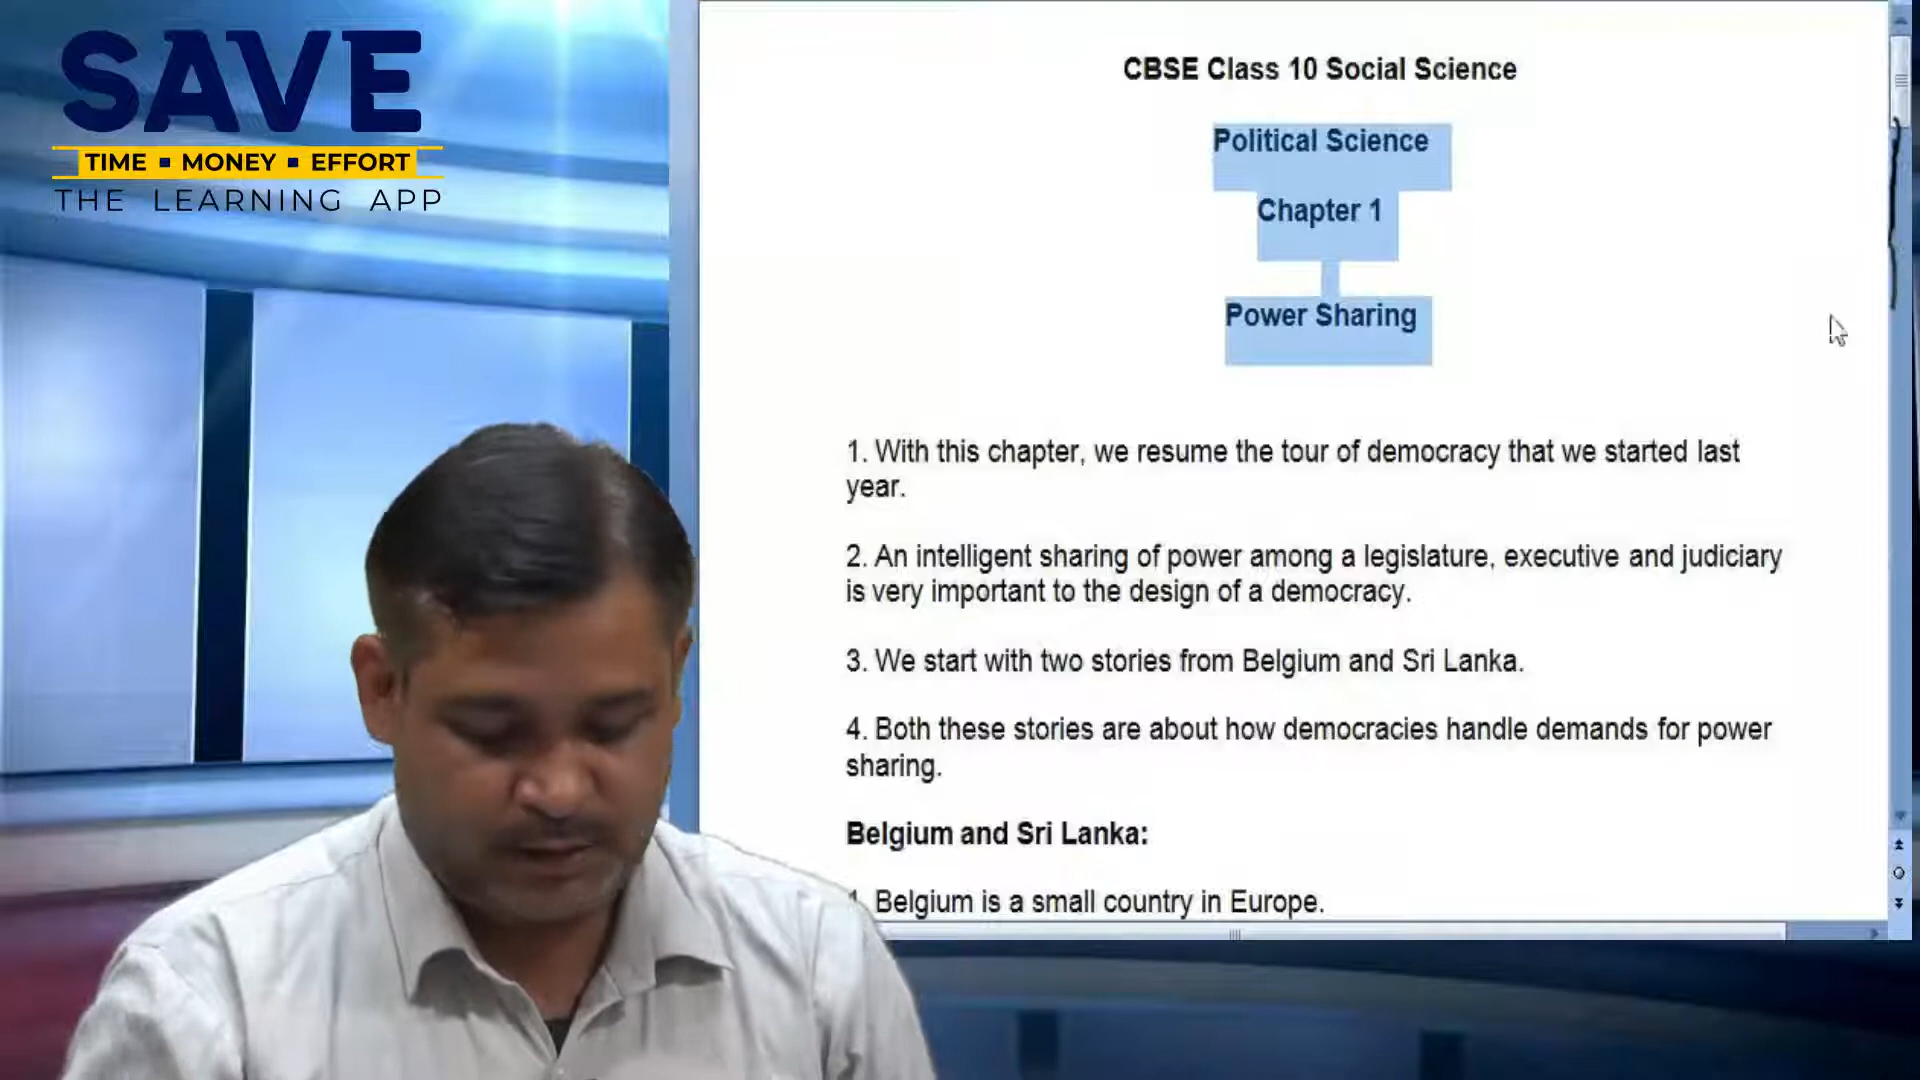 SAVE
TIME ▪ MONEY ▪ EFFORT
THE LEARNING APP
CBSE Class 10 Social Science
Political Science
Chapter 1
Power Sharing
1. With this chapter, we resume the tour of democracy that we started last
year.
2. An intelligent sharing of power among a legislature, executive and judiciary
is very important to the design of a democracy.
3. We start with two stories from Belgium and Sri Lanka.
4. Both these stories are about how democracies handle demands for power
sharing.
Belgium and Sri Lanka:
1. Belgium is a small country in Europe.